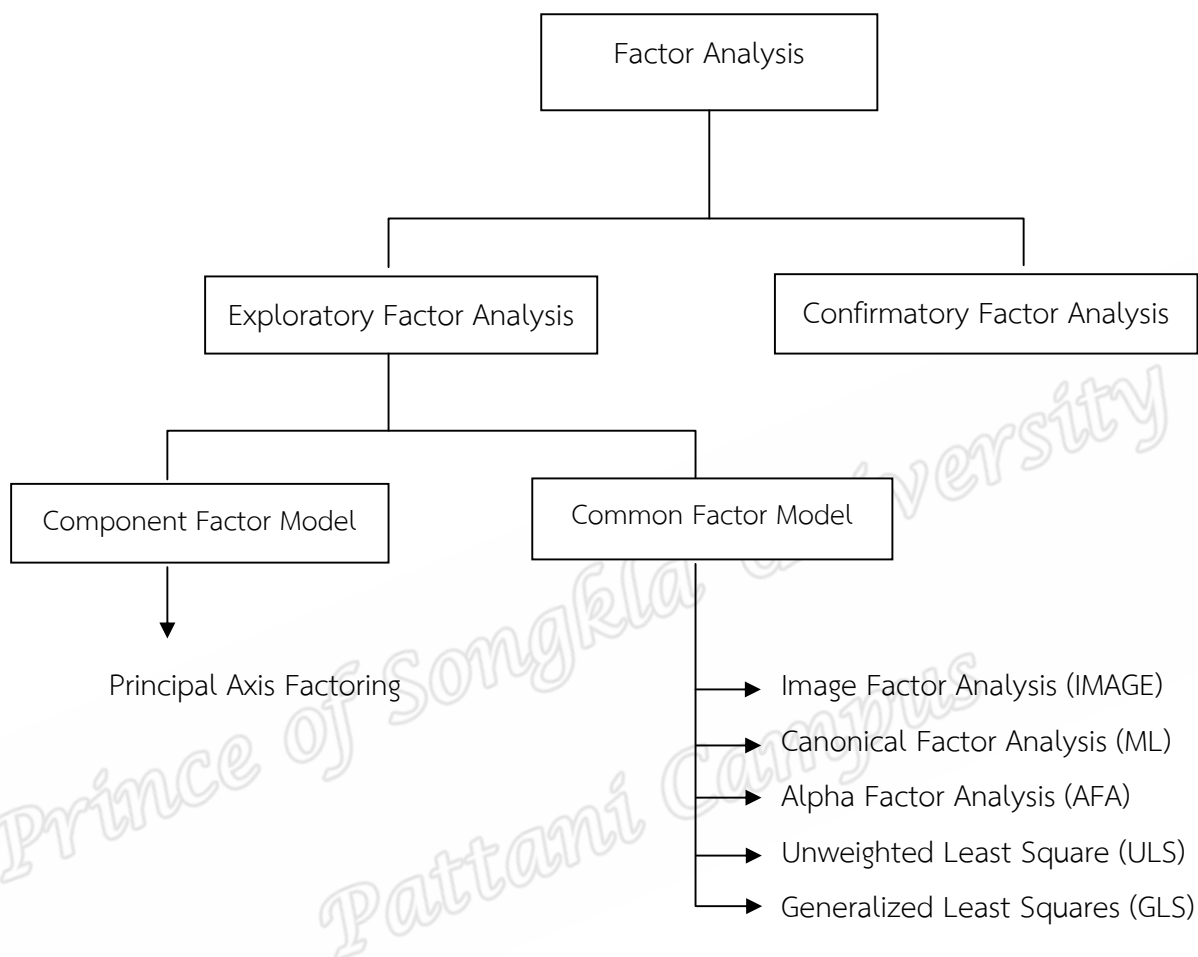 Factor Analysis
Exploratory Factor Analysis
Confirmatory Factor Analysis
Component Factor Model
Common Factor Model
Principal Axis Factoring
Image Factor Analysis (IMAGE)
Canonical Factor Analysis (ML)
Alpha Factor Analysis (AFA)
Unweighted Least Square (ULS)
Generalized Least Squares (GLS)
Prince of Songkla University
Pattani Campus